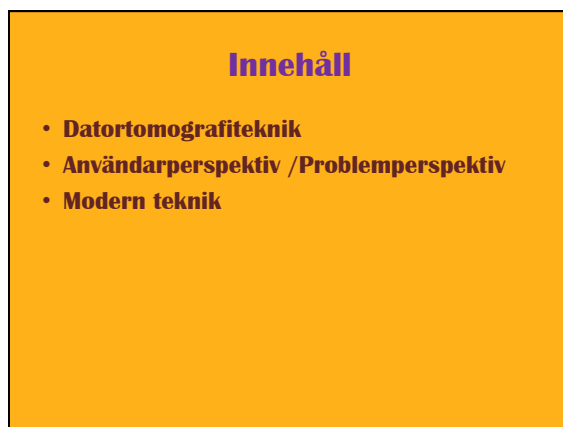 Innehåll
• Datortomografiteknik
• Användarperspektiv /Problemperspektiv
• Modern teknik